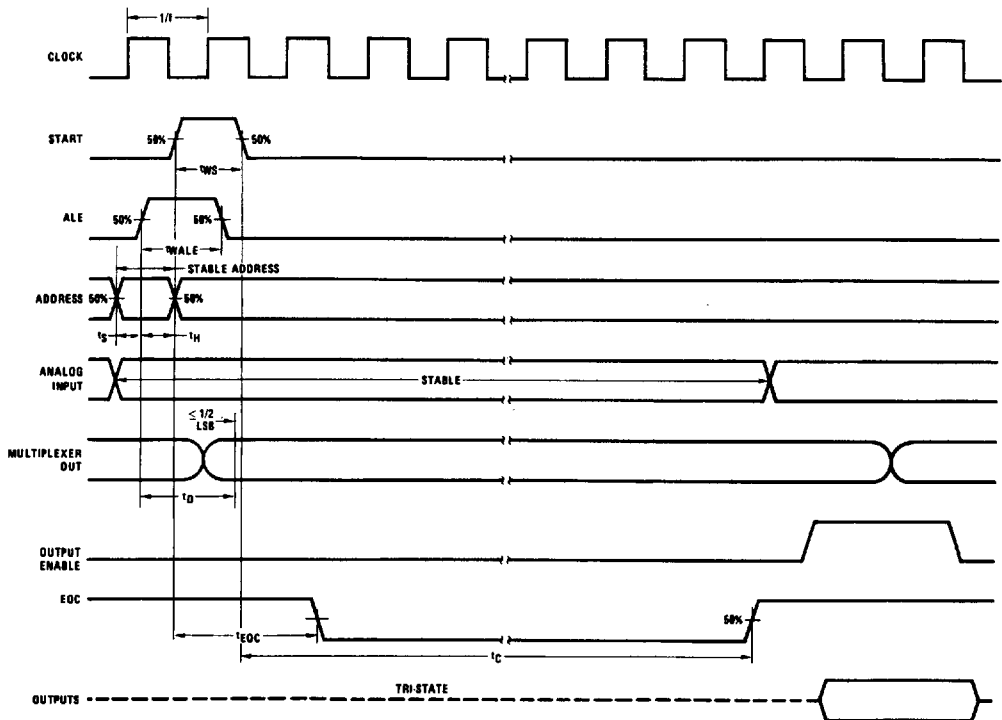 1/f
CLOCK
START
50%
50%
tWS
ALE
50%
50%
tWALE
STABLE ADDRESS
ADDRESS
50%
50%
tS
tH
ANALOG
INPUT
STABLE
≤ 1/2
LSB
MULTIPLEXER
OUT
tD
OUTPUT
ENABLE
EOC
50%
tEOC
tC
TRI-STATE
OUTPUTS